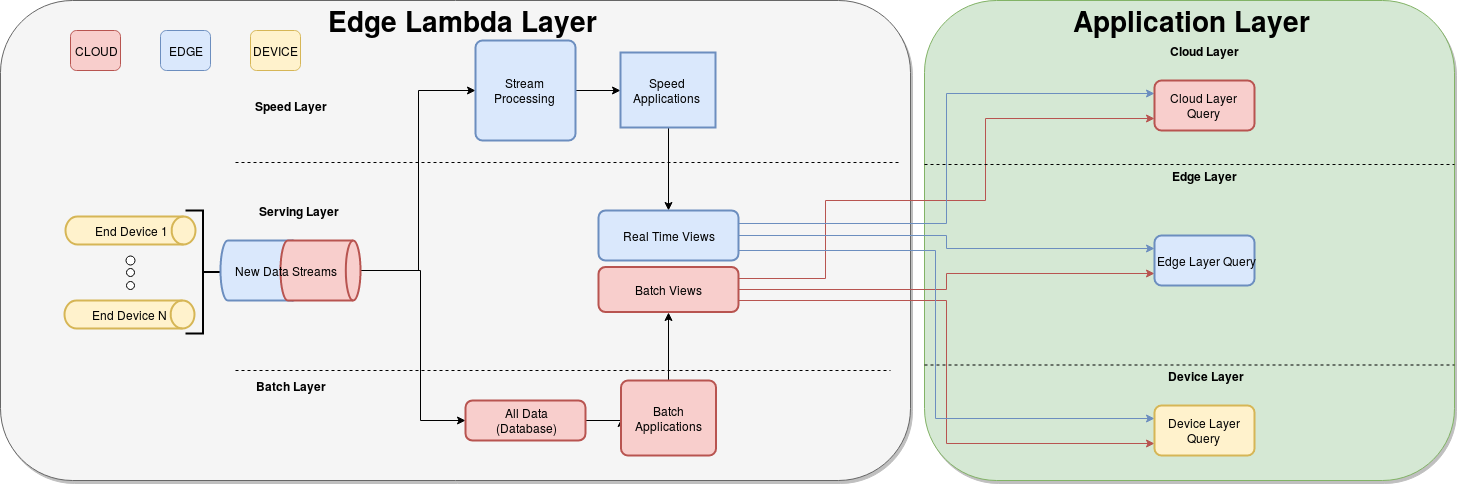 Edge Lambda Layer
CLOUD
EDGE
DEVICE
Speed Layer
Stream
Processing
Speed
Applications
Serving Layer
End Device 1
End Device N
New Data Streams
Real Time Views
Batch Views
Batch Layer
All Data
(Database)
Batch
Applications
Application Layer
Cloud Layer
Cloud Layer
Query
Edge Layer
Edge Layer Query
Device Layer
Device Layer
Query